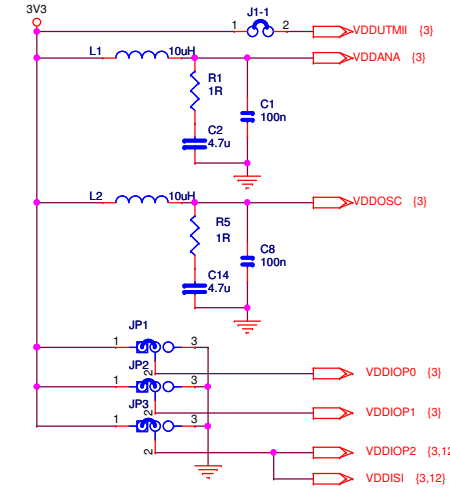 3V3
J1-1
1 2 VDDUTMII {3}
L1 10uH VDDANA {3}
R1
1R
C1
100n
C2
4.7u
L2 10uH VDDOSC {3}
R5
1R
C8
100n
C14
4.7u
JP1
1 3
2 VDDIOP0 {3}
JP2
1 3
2 VDDIOP1 {3}
JP3
1 3
2 VDDIOP2 {3,12
VDDISI {3,12}